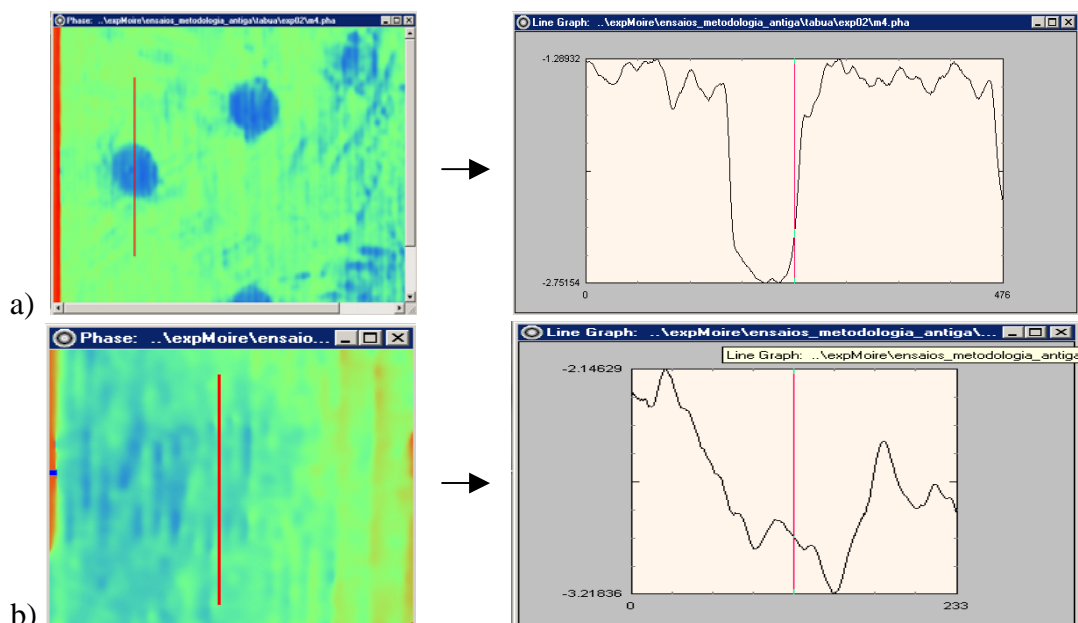 Phase: ..\expMoire\ensaios_metodologia_antiga\tabua\exp02\m4.pha
Line Graph: ..\expMoire\ensaios_metodologia_antiga\tabua\exp02\m4.pha
-1.28932
-2.75154
0
476
a)
Phase: ..\expMoire\ensaio...
Line Graph: ..\expMoire\ensaios_metodologia_antiga\...
Line Graph: ..\expMoire\ensaios_metodologia_antiga
-2.14629
-3.21836
0
233
b)